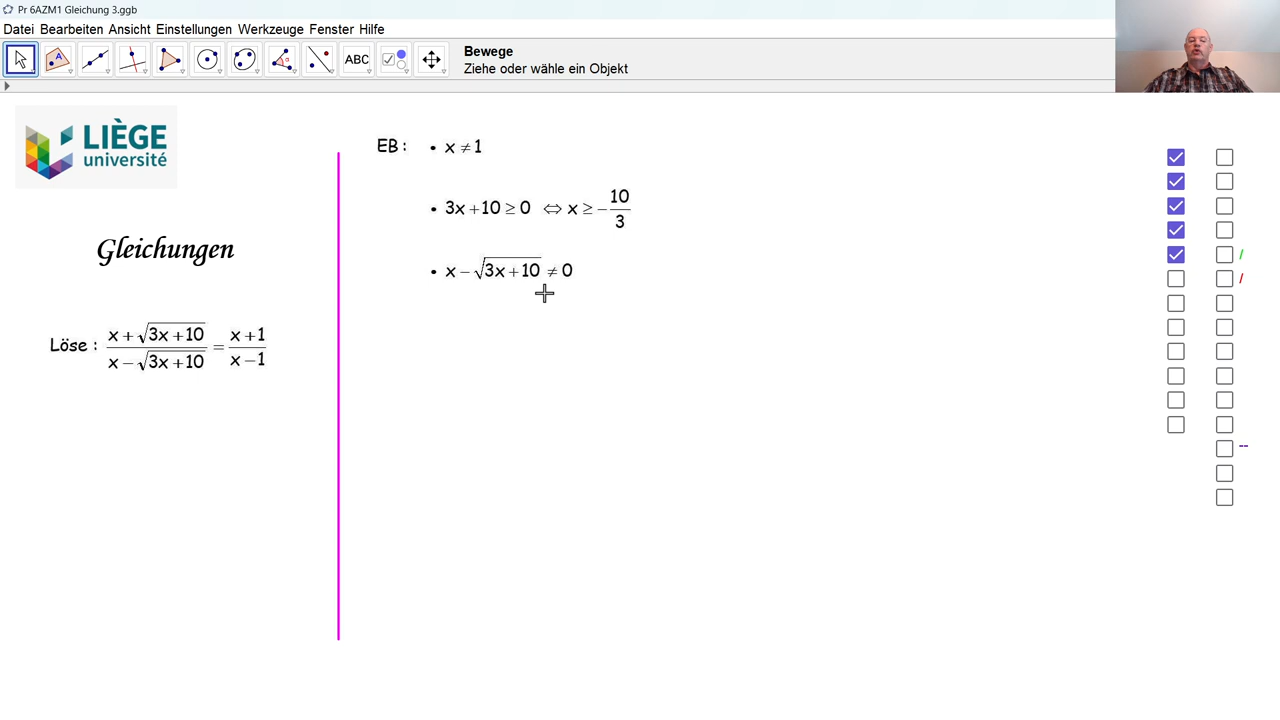 Pr 6AZM1 Gleichung 3.ggb
Datei Bearbeiten Ansicht Einstellungen Werkzeuge Fenster Hilfe
A
ABC
Bewege
Ziehe oder wähle ein Objekt
LIÈGE
université
Gleichungen
Löse : (x+√(3x+10))/(x−√(3x+10)) = (x+1)/(x−1)
EB : • x ≠ 1
• 3x+10 ≥ 0 ⇔ x ≥ −10/3
• x − √(3x+10) ≠ 0
/
/
--